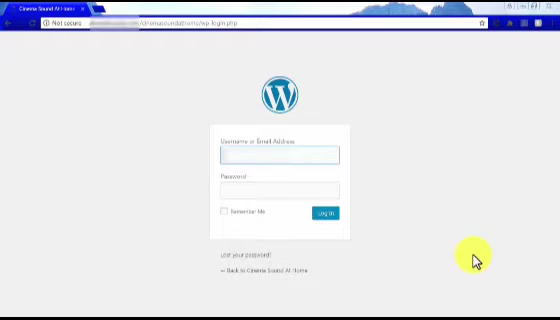 Cinema Sound At Home
Not secure /cinemasoundathome/wp-login.php
Username or Email Address
Password
Remember Me
Log In
Lost your password?
← Back to Cinema Sound At Home